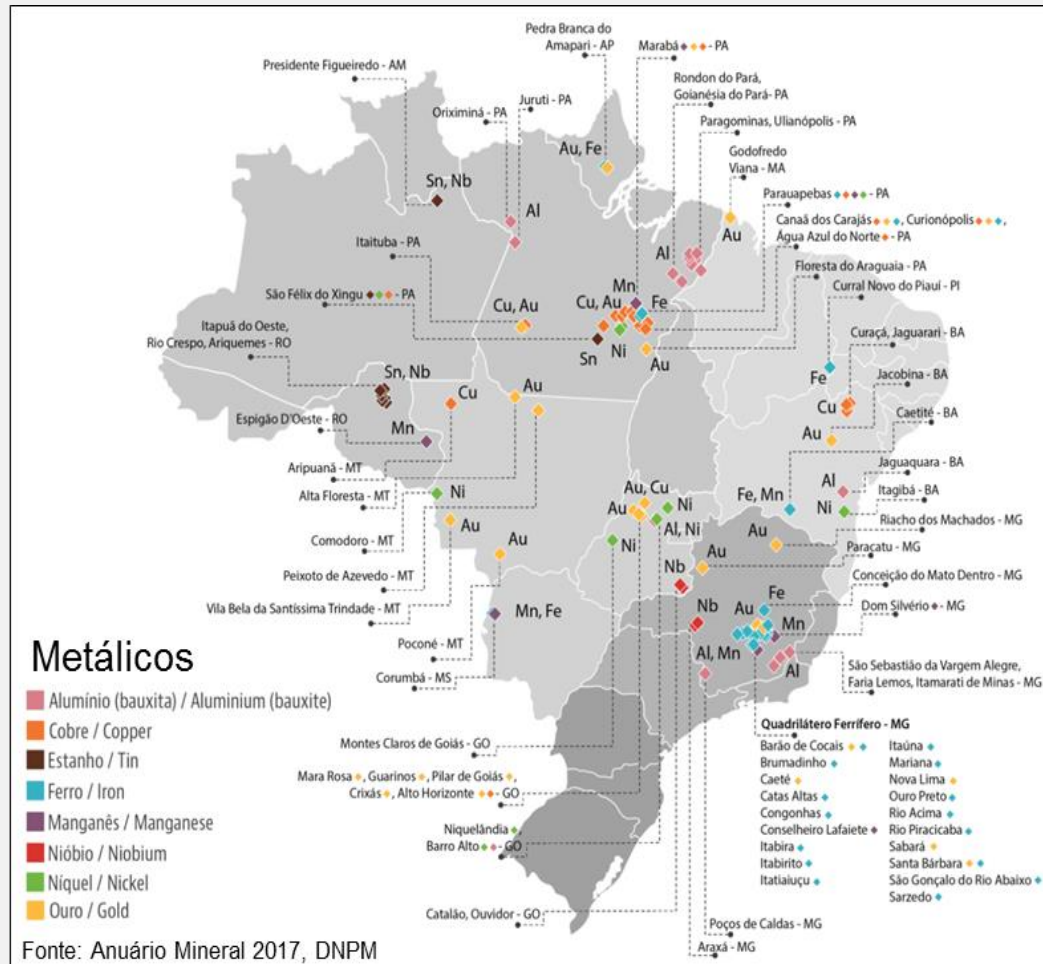 Pedra Branca do
Amapari - AP
Marabá - PA
Presidente Figueiredo - AM
Rondon do Pará,
Goianésia do Pará- PA
Juruti - PA
Oriximiná - PA
Paragominas, Ulianópolis - PA
Au, Fe
Godofredo
Viana - MA
Sn, Nb
Parauapebas - PA
Al
Canaã dos Carajás , Curionópolis ,
Água Azul do Norte - PA
Au
Itaituba - PA
Al
Floresta do Araguaia - PA
Mn
Curral Novo do Piauí - PI
São Félix do Xingu - PA
Cu, Au
Cu, Au
Fe
Itapuã do Oeste,
Rio Crespo, Ariquemes - RO
Curaçá, Jaguarari - BA
Sn
Ni
Au
Sn, Nb
Fe
Jacobina - BA
Au
Cu
Cu
Caetité - BA
Espigão D'Oeste - RO
Mn
Au
Jaguaquara - BA
Aripuanã - MT
Al
Itagibá - BA
Alta Floresta - MT
Ni
Au, Cu
Ni
Fe, Mn
Ni
Riacho dos Machados - MG
Au
Au
Al, Ni
Comodoro - MT
Au
Au
Paracatu - MG
Ni
Au
Peixoto de Azevedo - MT
Nb
Conceição do Mato Dentro - MG
Vila Bela da Santíssima Trindade - MT
Mn, Fe
Nb
Au
Fe
Mn
Dom Silvério - MG
Poconé - MT
Al, Mn
Al
São Sebastião da Vargem Alegre,
Faria Lemos, Itamarati de Minas - MG
Corumbá - MS
Metálicos
Alumínio (bauxita) / Aluminium (bauxite)
Cobre / Copper
Estanho / Tin
Ferro / Iron
Manganês / Manganese
Nióbio / Niobium
Níquel / Nickel
Ouro / Gold
Montes Claros de Goiás - GO
Mara Rosa , Guarinos , Pilar de Goiás ,
Crixás , Alto Horizonte - GO
Niquelândia ,
Barro Alto - GO
Catalão, Ouvidor - GO
Quadrilátero Ferrífero - MG
Barão de Cocais
Brumadinho
Caeté
Catas Altas
Congonhas
Conselheiro Lafaiete
Itabira
Itabirito
Itatiaiuçu
Itaúna
Mariana
Nova Lima
Ouro Preto
Rio Acima
Rio Piracicaba
Sabará
Santa Bárbara
São Gonçalo do Rio Abaixo
Sarzedo
Poços de Caldas - MG
Araxá - MG
Fonte: Anuário Mineral 2017, DNPM